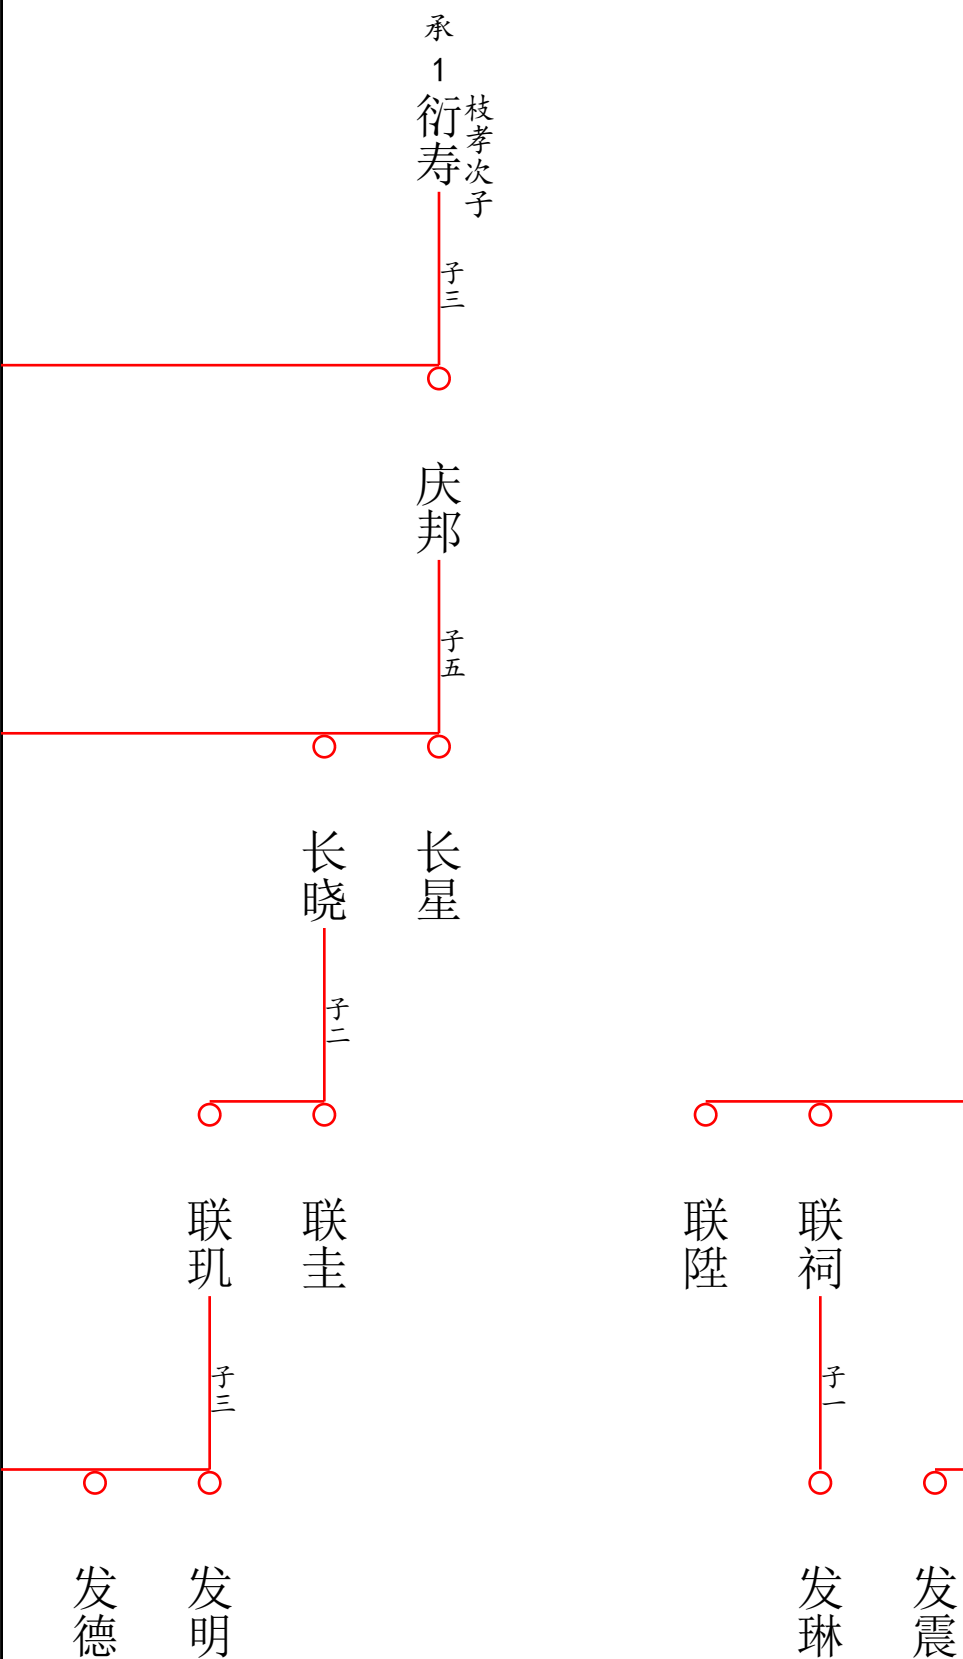 承1
衍寿
枝孝次子
子三
庆邦
子五
长星
长晓
子二
联祠
联陞
联圭
联玑
子一
子三
发震
发琳
发明
发德